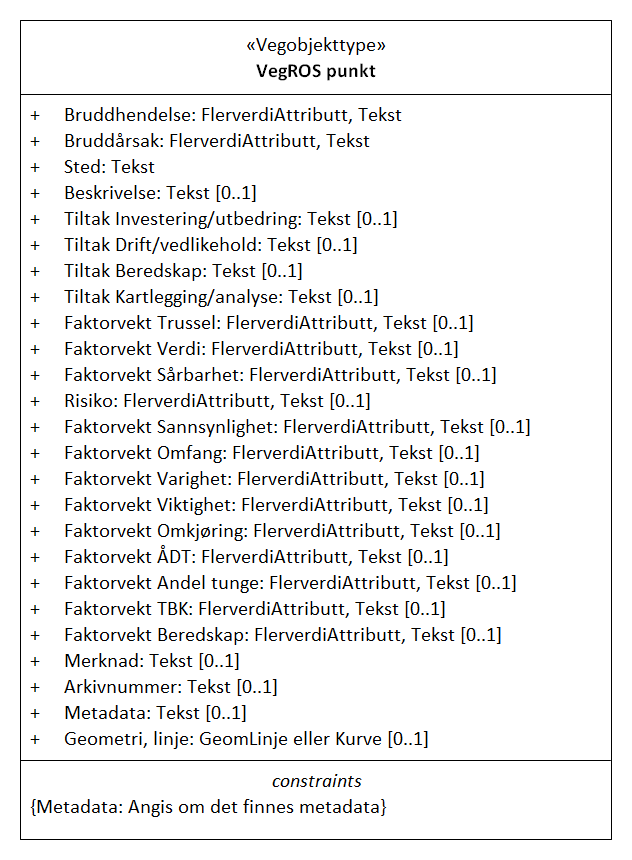 «Vegobjekttype»
VegROS punkt
+ Bruddhendelse: FlerverdiAttributt, Tekst
+ Bruddårsak: FlerverdiAttributt, Tekst
+ Sted: Tekst
+ Beskrivelse: Tekst [0..1]
+ Tiltak Investering/utbedring: Tekst [0..1]
+ Tiltak Drift/vedlikehold: Tekst [0..1]
+ Tiltak Beredskap: Tekst [0..1]
+ Tiltak Kartlegging/analyse: Tekst [0..1]
+ Faktorvekt Trussel: FlerverdiAttributt, Tekst [0..1]
+ Faktorvekt Verdi: FlerverdiAttributt, Tekst [0..1]
+ Faktorvekt Sårbarhet: FlerverdiAttributt, Tekst [0..1]
+ Risiko: FlerverdiAttributt, Tekst [0..1]
+ Faktorvekt Sannsynlighet: FlerverdiAttributt, Tekst [0..1]
+ Faktorvekt Omfang: FlerverdiAttributt, Tekst [0..1]
+ Faktorvekt Varighet: FlerverdiAttributt, Tekst [0..1]
+ Faktorvekt Viktighet: FlerverdiAttributt, Tekst [0..1]
+ Faktorvekt Omkjøring: FlerverdiAttributt, Tekst [0..1]
+ Faktorvekt ÅDT: FlerverdiAttributt, Tekst [0..1]
+ Faktorvekt Andel tunge: FlerverdiAttributt, Tekst [0..1]
+ Faktorvekt TBK: FlerverdiAttributt, Tekst [0..1]
+ Faktorvekt Beredskap: FlerverdiAttributt, Tekst [0..1]
+ Merknad: Tekst [0..1]
+ Arkivnummer: Tekst [0..1]
+ Metadata: Tekst [0..1]
+ Geometri, linje: GeomLinje eller Kurve [0..1]
constraints
{Metadata: Angis om det finnes metadata}